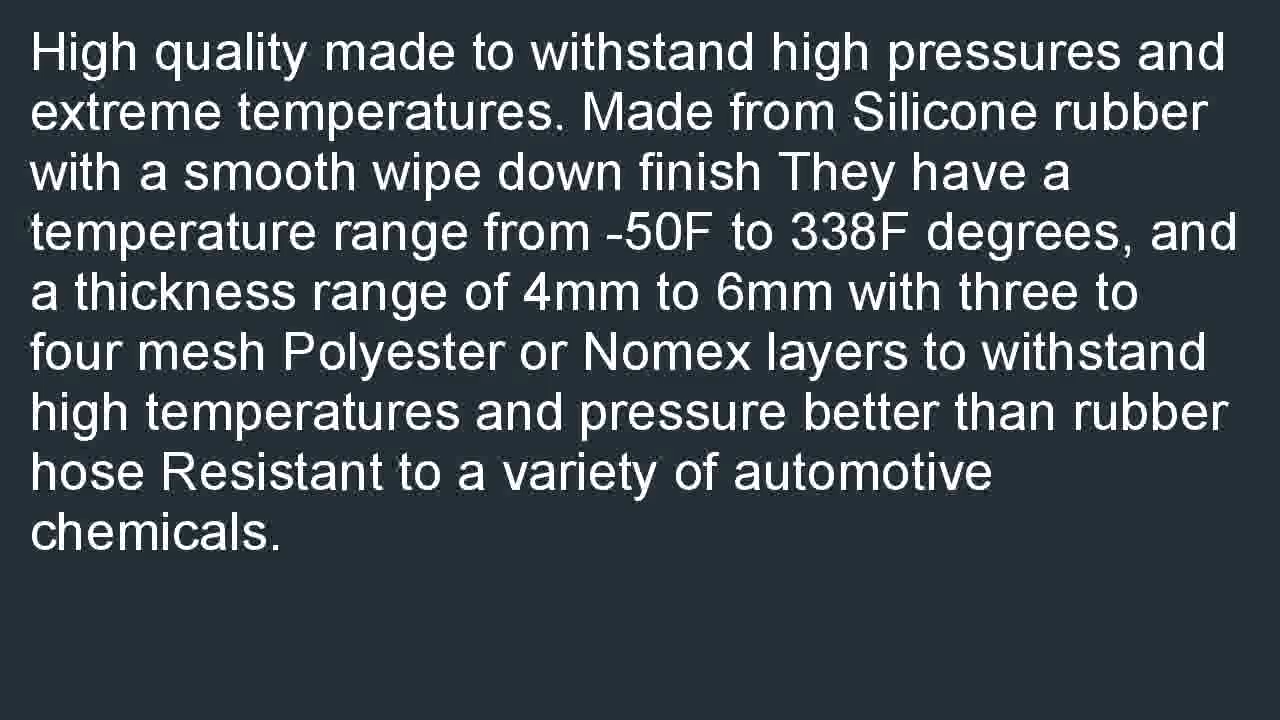 High quality made to withstand high pressures and
extreme temperatures. Made from Silicone rubber
with a smooth wipe down finish They have a
temperature range from -50F to 338F degrees, and
a thickness range of 4mm to 6mm with three to
four mesh Polyester or Nomex layers to withstand
high temperatures and pressure better than rubber
hose Resistant to a variety of automotive
chemicals.